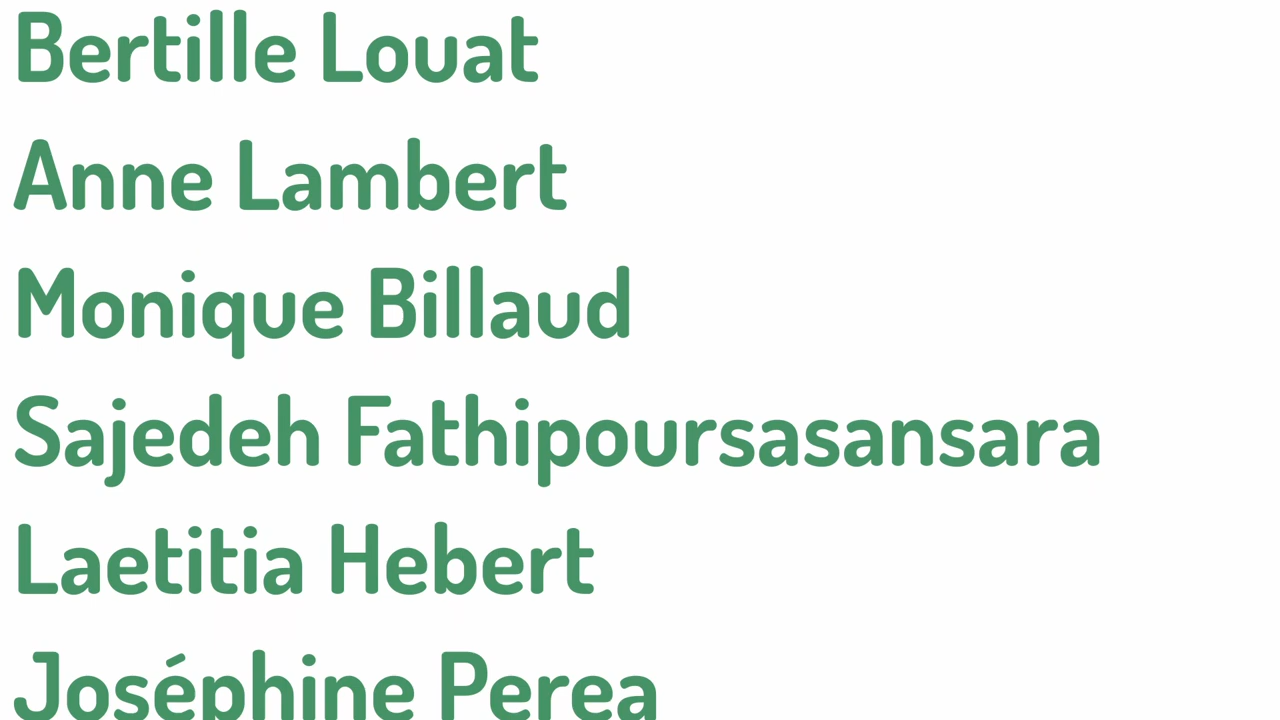 Bertille Louat
Anne Lambert
Monique Billaud
Sajedeh Fathipoursasansara
Laetitia Hebert
Joséphine Perea